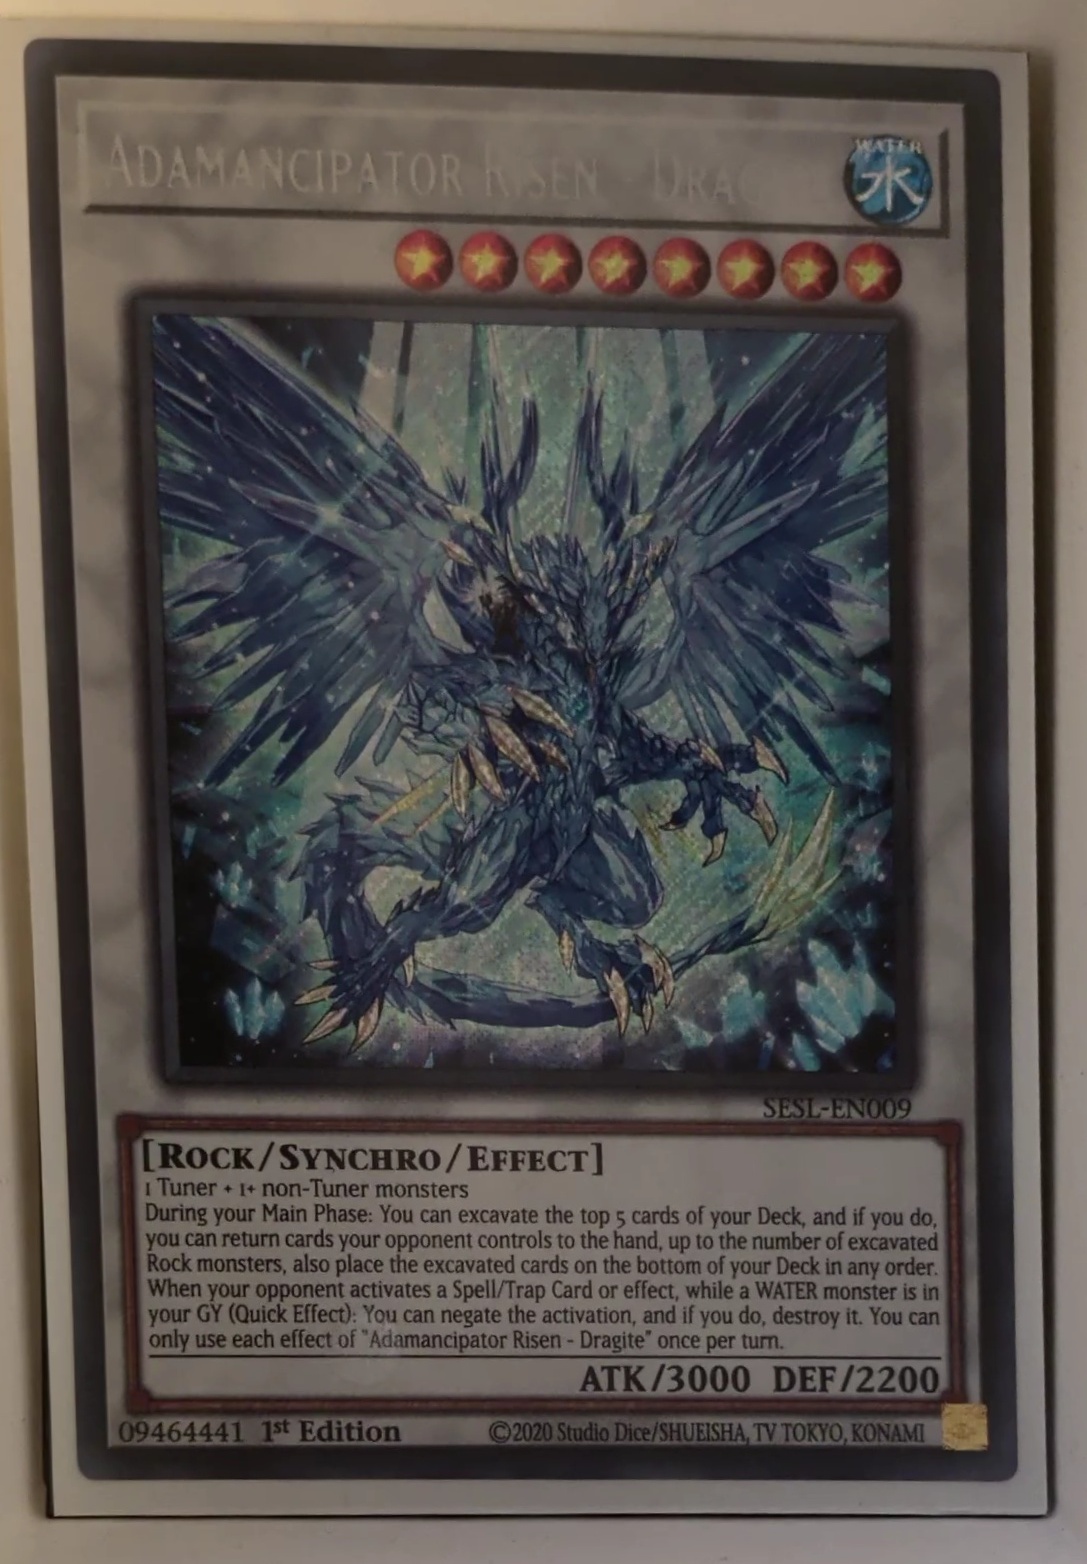 ADAMANCIPATOR RISEN - DRAG
WATER
水
SESL-EN009
[ROCK/SYNCHRO/EFFECT]
1 Tuner + 1+ non-Tuner monsters
During your Main Phase: You can excavate the top 5 cards of your Deck, and if you do,
you can return cards your opponent controls to the hand, up to the number of excavated
Rock monsters, also place the excavated cards on the bottom of your Deck in any order.
When your opponent activates a Spell/Trap Card or effect, while a WATER monster is in
your GY (Quick Effect): You can negate the activation, and if you do, destroy it. You can
only use each effect of "Adamancipator Risen - Dragite" once per turn.
ATK/3000 DEF/2200
09464441 1st Edition ©2020 Studio Dice/SHUEISHA, TV TOKYO, KONAMI